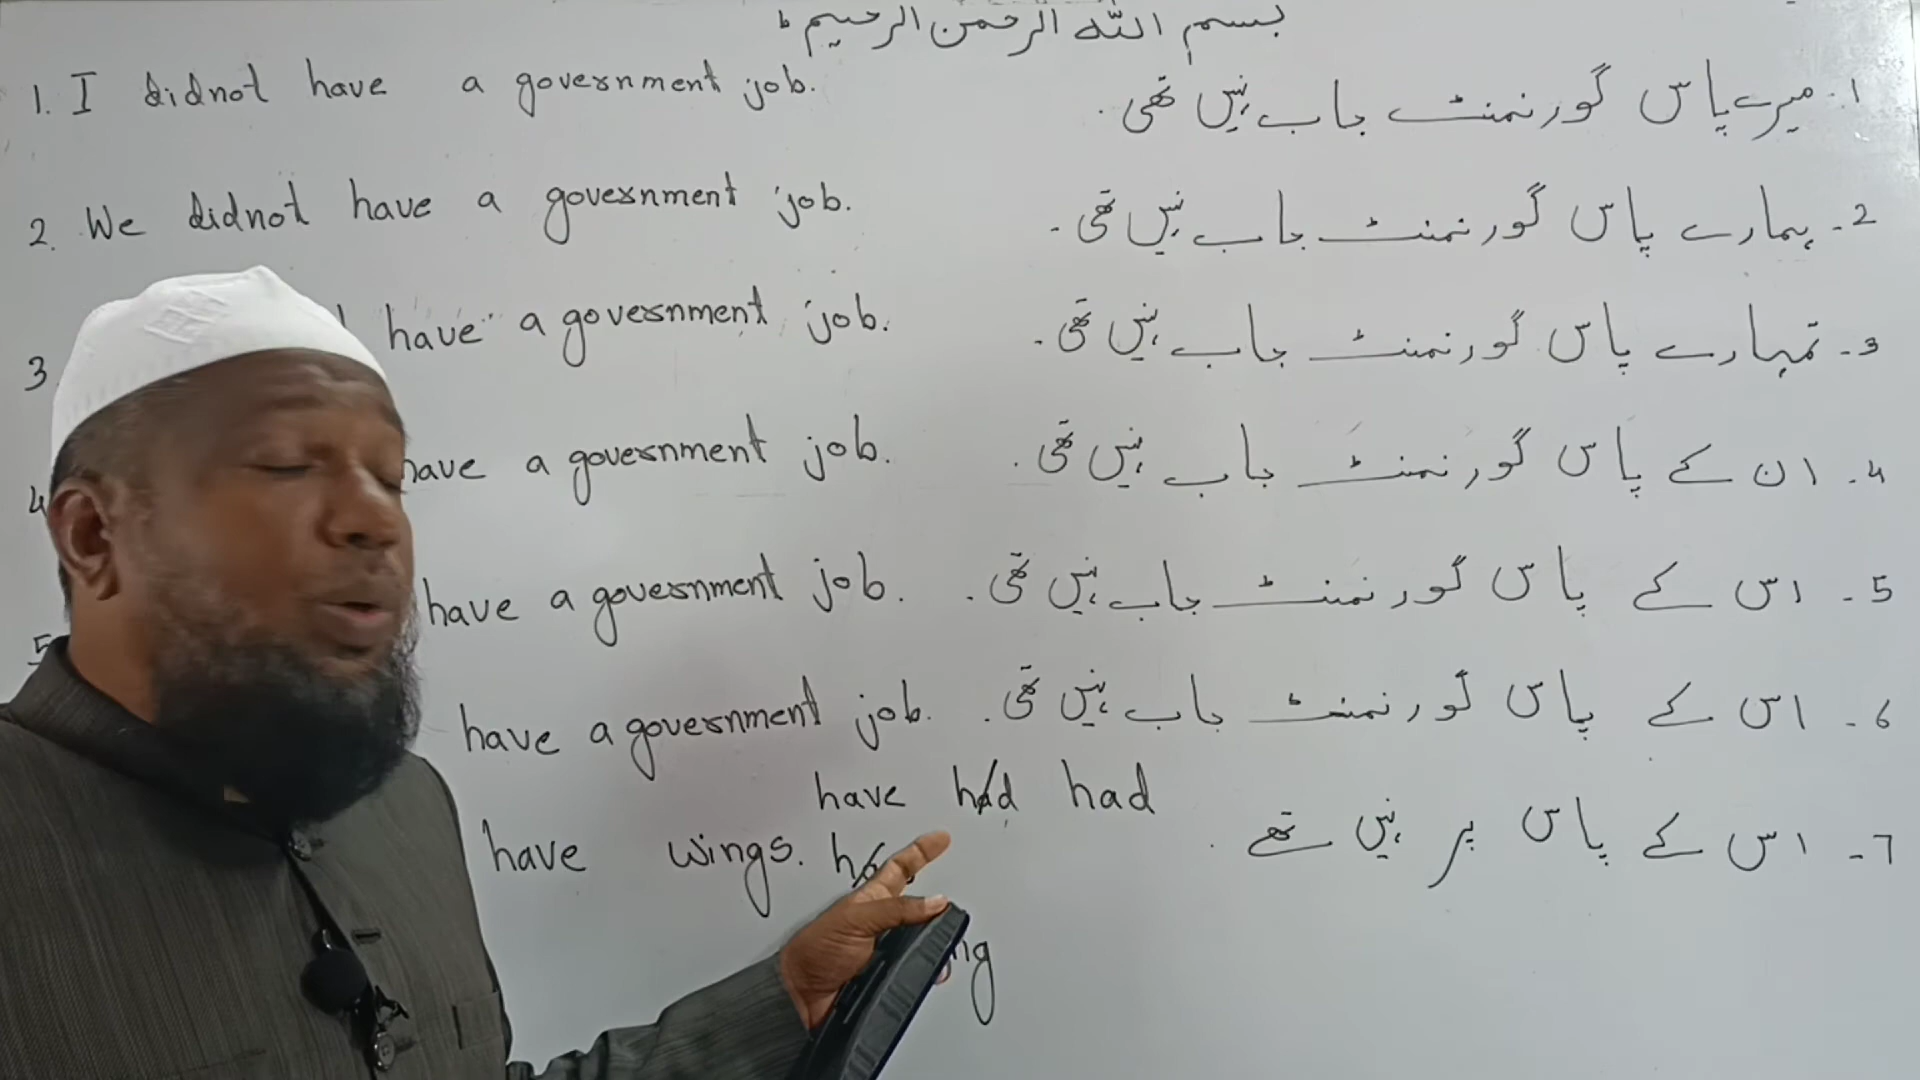 بسم اللہ الرحمن الرحیم ط
1. I didnot have a government job. ۱. میرے پاس گورنمنٹ جاب نہیں تھی.
2. We didnot have a government job. 2- ہمارے پاس گورنمنٹ جاب نہیں تھی-
3 have a government job. 3- تمہارے پاس گورنمنٹ جاب نہیں تھی-
4 have a government job. 4- ان کے پاس گورنمنٹ جاب نہیں تھی.
5 have a government job. 5- اس کے پاس گورنمنٹ جاب نہیں تھی.
have a government job. 6- اس کے پاس گورنمنٹ جاب نہیں تھی.
have had had
have wings. 7- اس کے پاس پر نہیں تھے